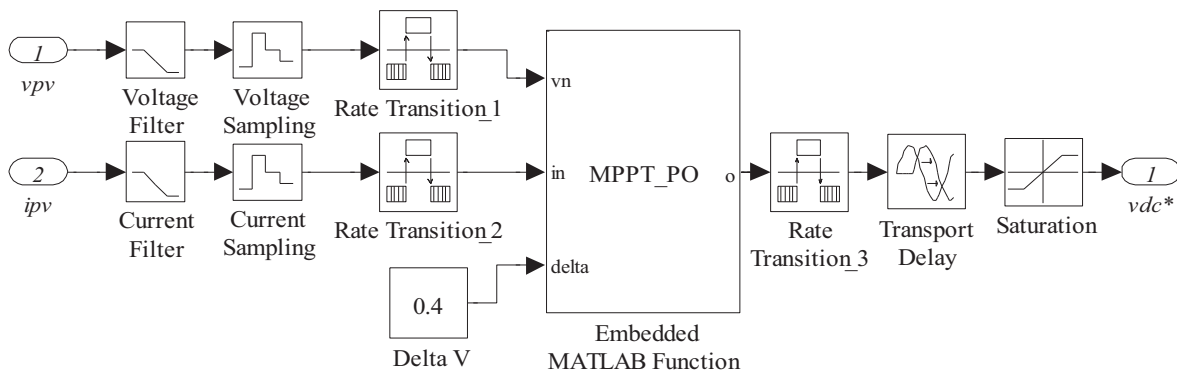 1
vpv
Voltage
Filter
Voltage
Sampling
Rate Transition_1
2
ipv
Current
Filter
Current
Sampling
Rate Transition_2
0.4
Delta V
vn
in
delta
MPPT_PO
o
Embedded
MATLAB Function
Rate
Transition_3
Transport
Delay
Saturation
1
vdc*